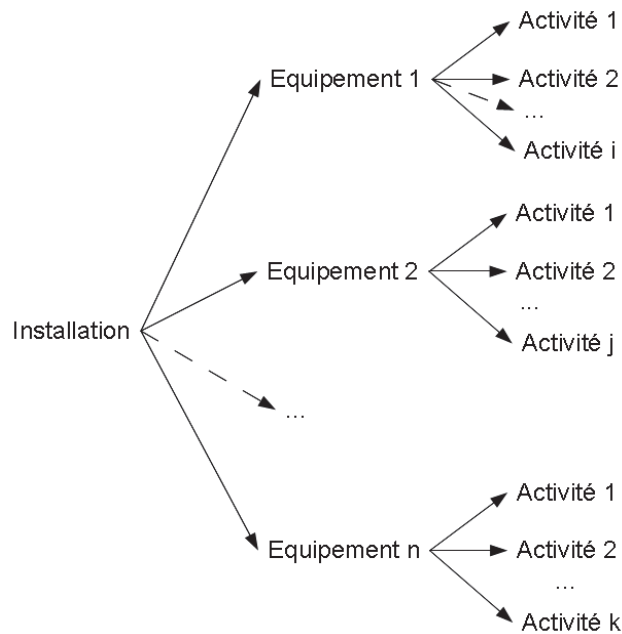 Activité 1
Equipement 1
Activité 2
...
Activité i
Activité 1
Equipement 2
Activité 2
...
Activité j
Installation
...
Activité 1
Equipement n
Activité 2
...
Activité k